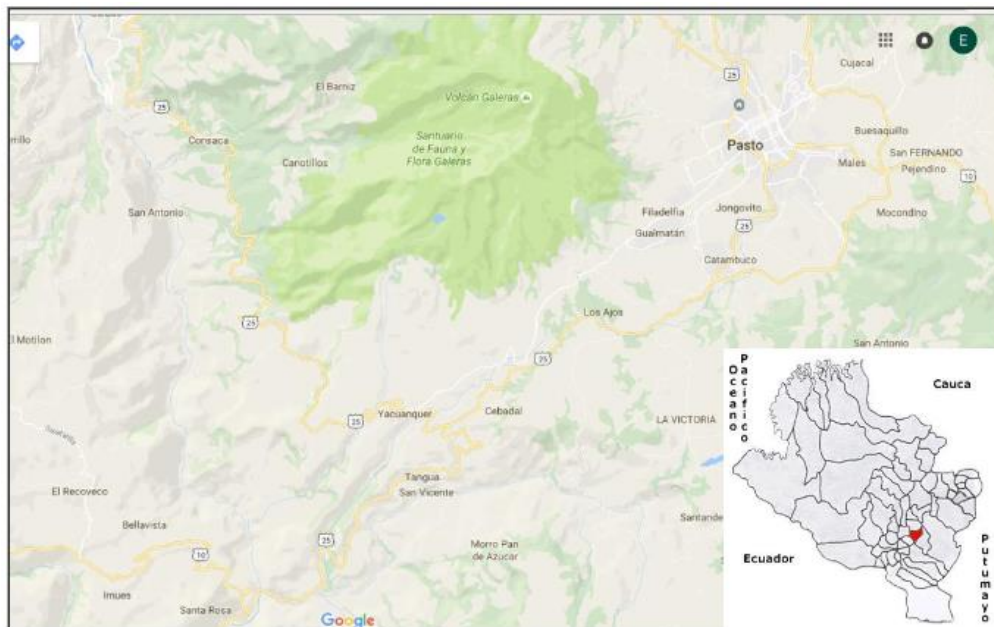 E
Cujacal
25
El Barniz
Volcán Galeras
25
Buesaquillo
Consaca
Santuario
de Fauna y
Flora Galeras
Pasto
San FERNANDO
Canotillos
Males
Pejendino
10
San Antonio
Filadelfia
Jongovito
Mocondino
25
Gualmatán
Catambuco
Los Ajos
25
El Motilon
San Antonio
25
Oceano
Pacifico
Cauca
Yacuanquer
Cebadal
25
LA VICTORIA
Tangua
San Vicente
El Recoveco
Santander
Bellavista
25
10
Morro Pan
de Azucar
Ecuador
Putumayo
Imues
Santa Rosa
Google